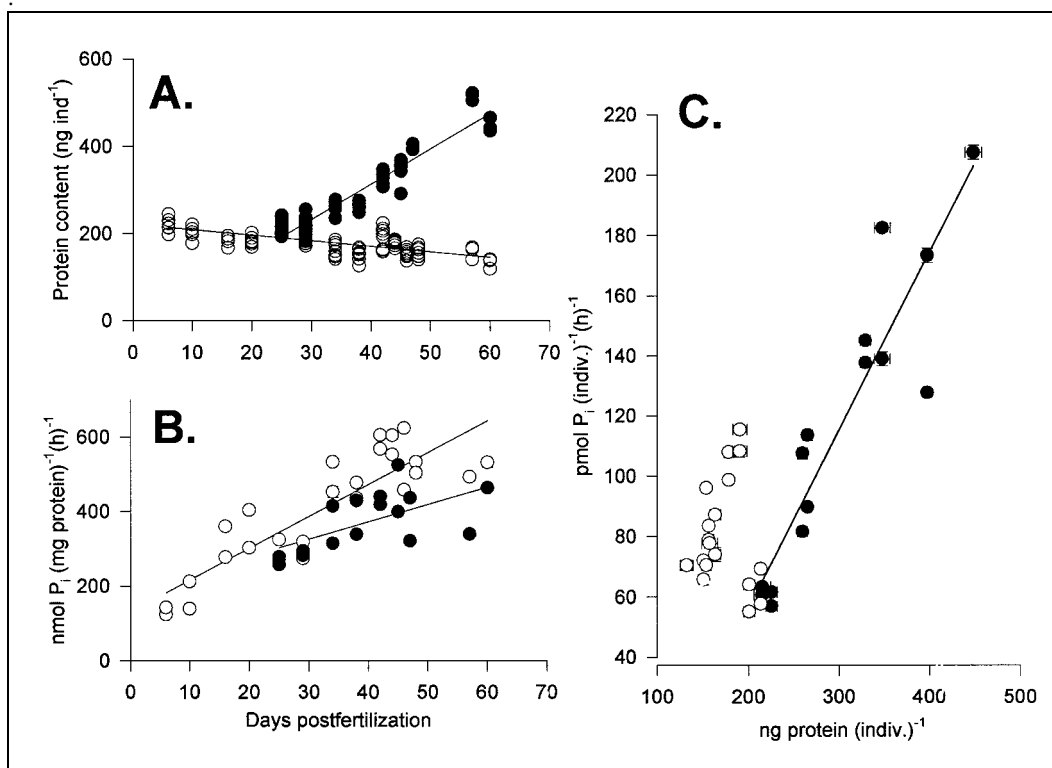 A.
Protein content (ng ind⁻¹)
600
400
200
0
0 10 20 30 40 50 60 70
B.
nmol Pᵢ (mg protein)⁻¹(h)⁻¹
600
400
200
0
0 10 20 30 40 50 60 70
Days postfertilization
C.
pmol Pᵢ (indiv.)⁻¹(h)⁻¹
220
200
180
160
140
120
100
80
60
40
100 200 300 400 500
ng protein (indiv.)⁻¹